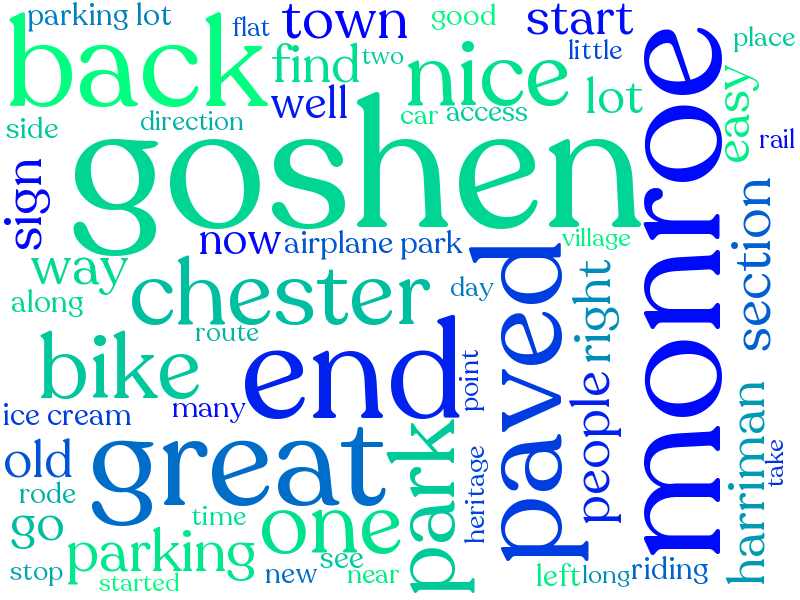 parking lot
flat
town
good
start
place
back
find
two
nice
little
monroe
easy
well
lot
side
direction
car
access
rail
goshen
sign
now
airplane park
village
section
way
chester
day
paved
right
along
route
bike
end
point
people
ice cream
many
harriman
old
great
park
heritage
take
rode
go
time
one
parking
see
stop
started
new
near
left
long
riding